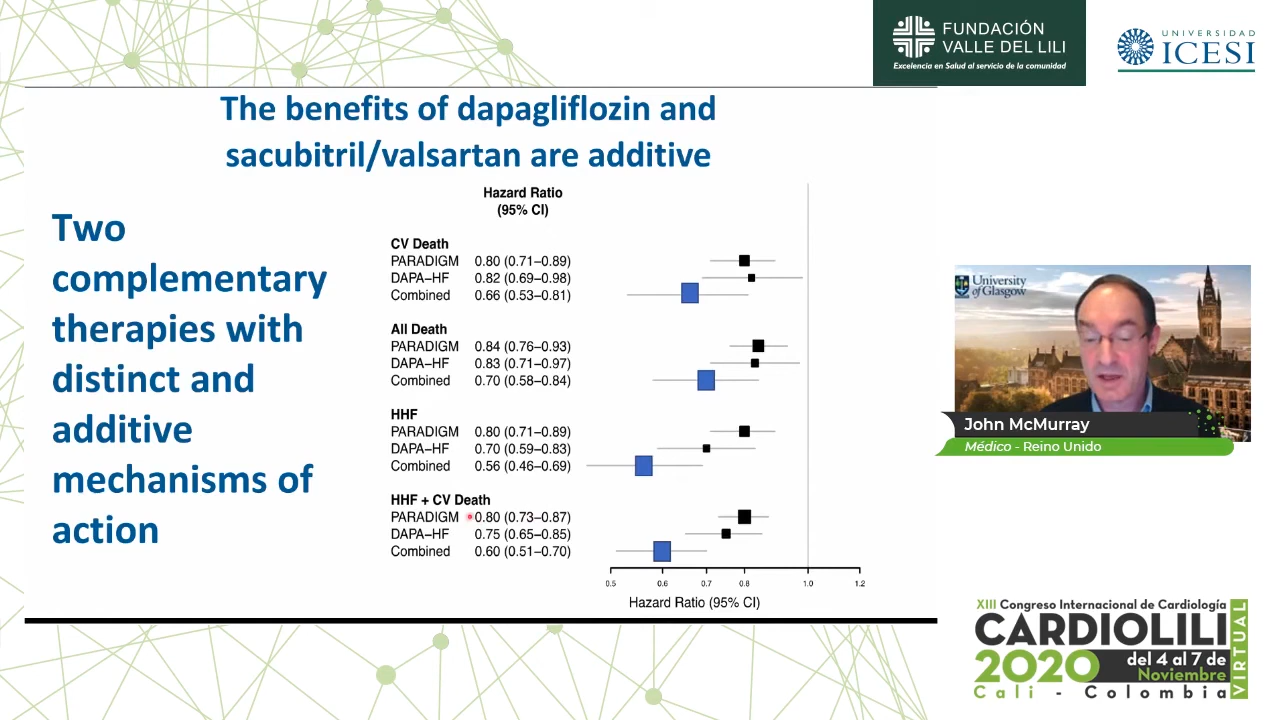 FUNDACIÓN
VALLE DEL LILI
Excelencia en Salud al servicio de la comunidad
UNIVERSIDAD
ICESI
The benefits of dapagliflozin and
sacubitril/valsartan are additive
Two
complementary
therapies with
distinct and
additive
mechanisms of
action
Hazard Ratio
(95% CI)
CV Death
PARADIGM 0.80 (0.71–0.89)
DAPA–HF 0.82 (0.69–0.98)
Combined 0.66 (0.53–0.81)
All Death
PARADIGM 0.84 (0.76–0.93)
DAPA–HF 0.83 (0.71–0.97)
Combined 0.70 (0.58–0.84)
HHF
PARADIGM 0.80 (0.71–0.89)
DAPA–HF 0.70 (0.59–0.83)
Combined 0.56 (0.46–0.69)
HHF + CV Death
PARADIGM 0.80 (0.73–0.87)
DAPA–HF 0.75 (0.65–0.85)
Combined 0.60 (0.51–0.70)
0.5 0.6 0.7 0.8 1.0 1.2
Hazard Ratio (95% CI)
University
of Glasgow
John McMurray
Médico - Reino Unido
XIII Congreso Internacional de Cardiología
CARDIOLILI
2020
del 4 al 7 de
Noviembre
Cali - Colombia
VIRTUAL